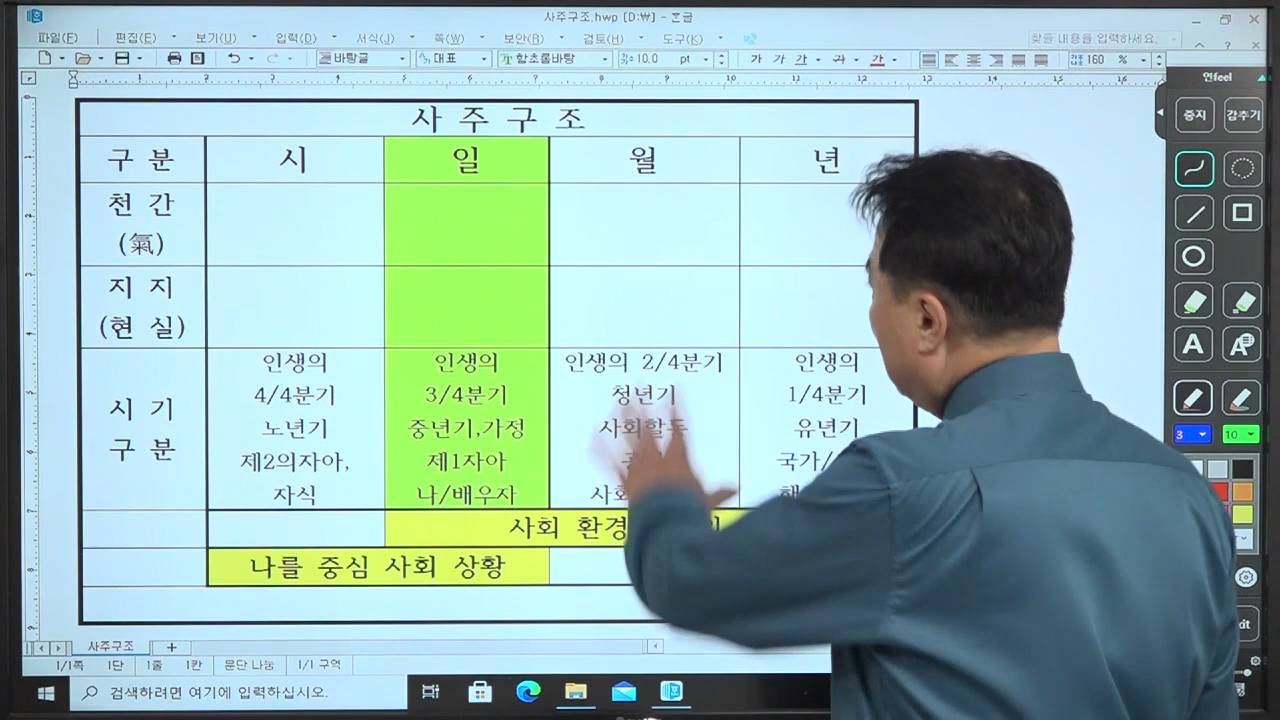 사주구조.hwp [D:₩] - 한글
파일(F) 편집(E) 보기(U) 입력(D) 서식(J) 쪽(W) 보안(B) 검토(H) 도구(K) 찾을 내용을 입력하세요.
바탕글 대표 함초롬바탕 10.0 pt 가 가 가 가 가 160 %
연feel
중지 감추기
사 주 구 조
구 분 시 일 월 년
천 간
(氣)
지 지
(현 실)
시 기
구 분
인생의
4/4분기
노년기
제2의자아,
자식
인생의
3/4분기
중년기,가정
제1자아
나/배우자
인생의 2/4분기
청년기
사회활동
사회
인생의
1/4분기
유년기
국가/
사회 환경
나를 중심 사회 상황
A A
3 10
사주구조
1/1쪽 1단 1줄 1칸 문단 나눔 1/1 구역
검색하려면 여기에 입력하십시오.